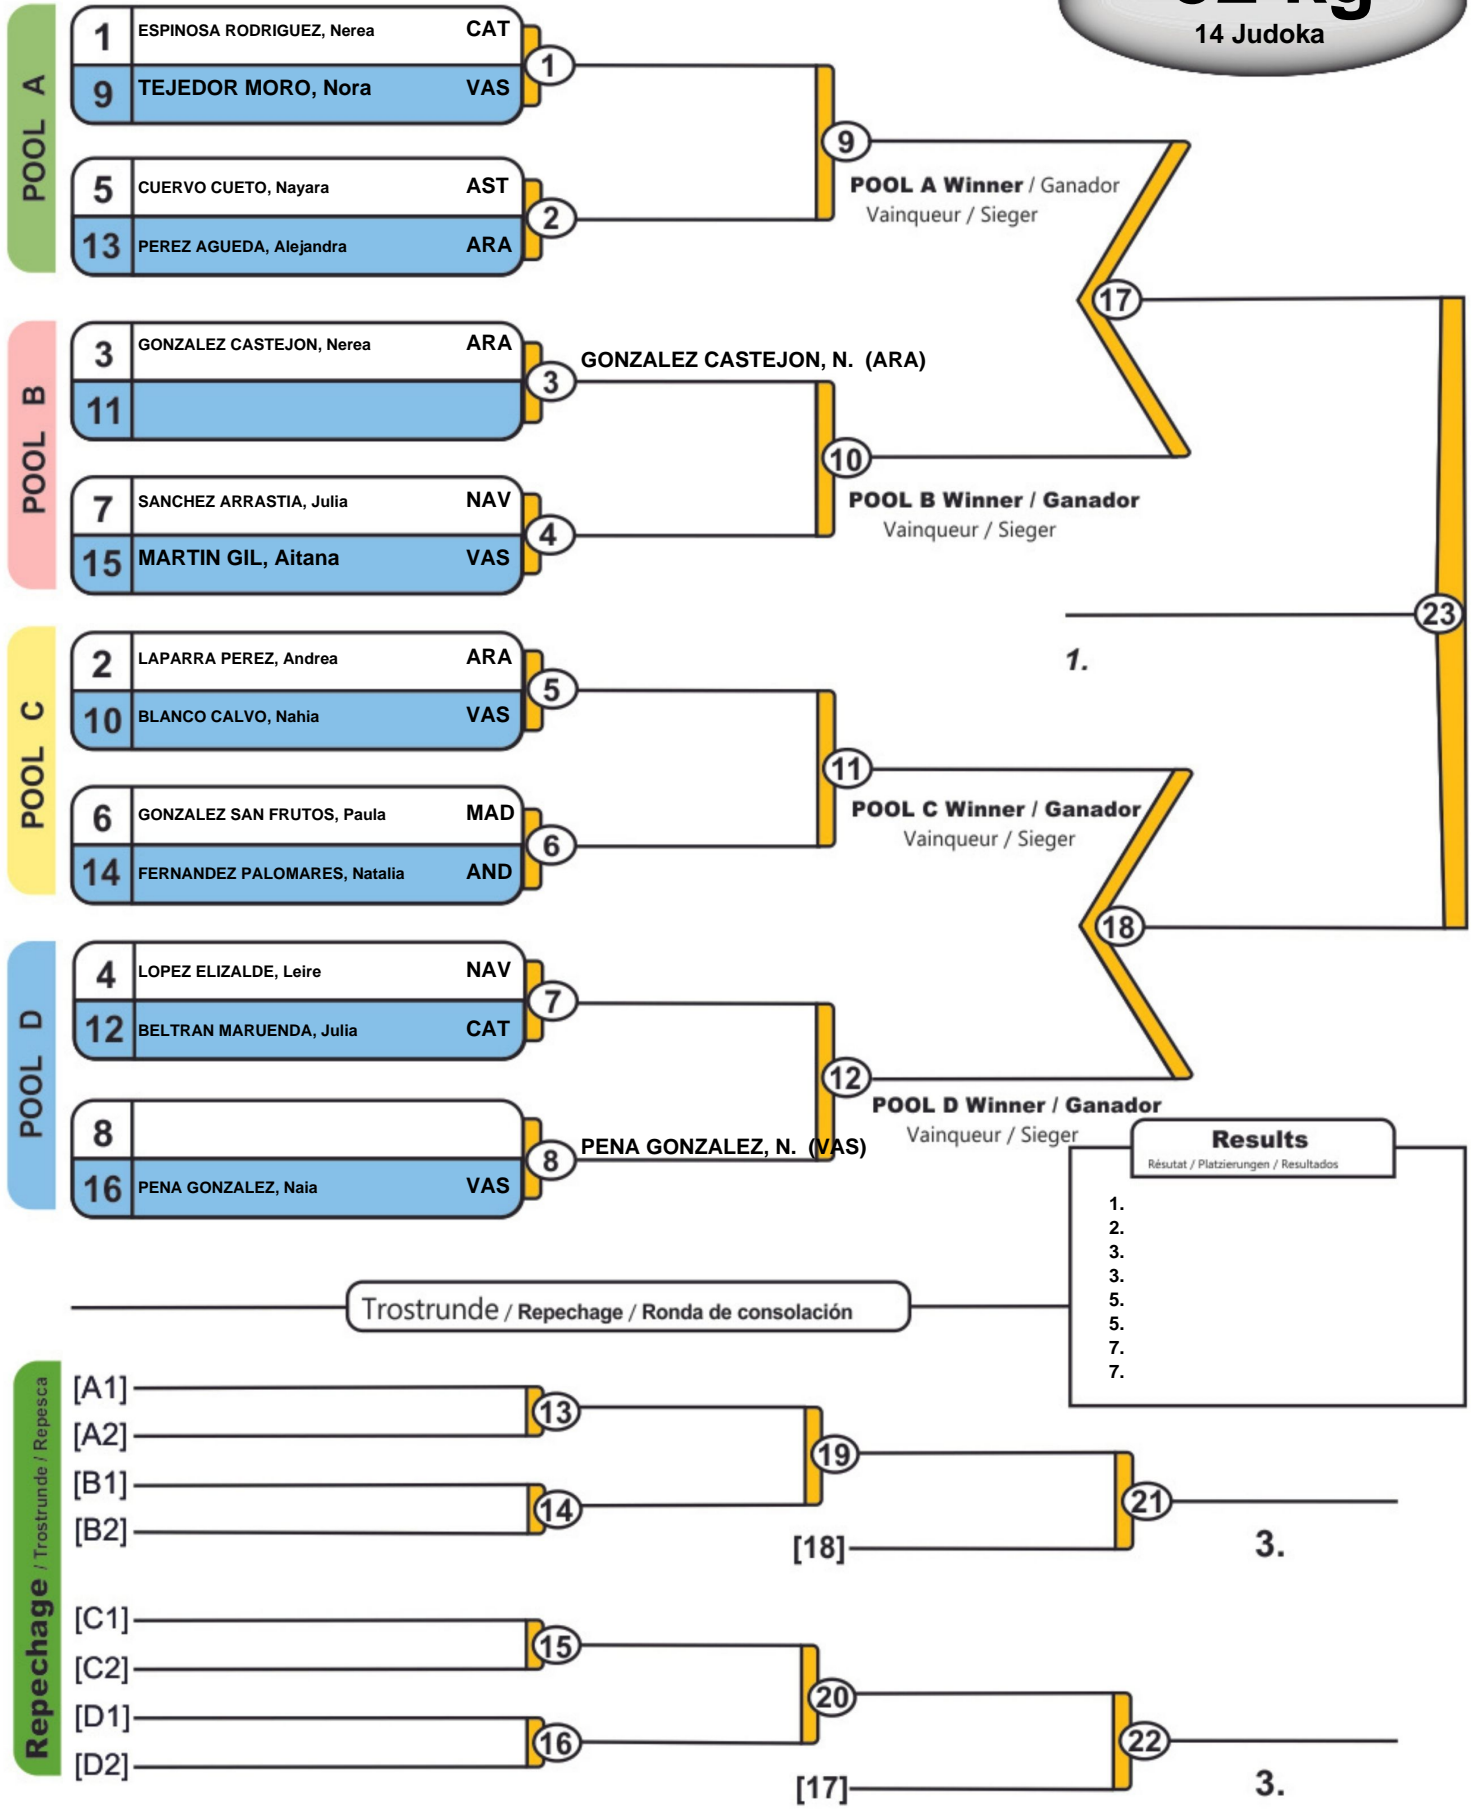 14 Judoka
POOL A
1 ESPINOSA RODRIGUEZ, Nerea CAT
9 TEJEDOR MORO, Nora VAS
1
5 CUERVO CUETO, Nayara AST
13 PEREZ AGUEDA, Alejandra ARA
2
9
POOL A Winner / Ganador
Vainqueur / Sieger
POOL B
3 GONZALEZ CASTEJON, Nerea ARA
11
3
GONZALEZ CASTEJON, N. (ARA)
7 SANCHEZ ARRASTIA, Julia NAV
15 MARTIN GIL, Aitana VAS
4
10
POOL B Winner / Ganador
Vainqueur / Sieger
17
POOL C
2 LAPARRA PEREZ, Andrea ARA
10 BLANCO CALVO, Nahia VAS
5
6 GONZALEZ SAN FRUTOS, Paula MAD
14 FERNANDEZ PALOMARES, Natalia AND
6
11
POOL C Winner / Ganador
Vainqueur / Sieger
23
1.
POOL D
4 LOPEZ ELIZALDE, Leire NAV
12 BELTRAN MARUENDA, Julia CAT
7
8
16 PENA GONZALEZ, Naia VAS
8
PENA GONZALEZ, N. (VAS)
12
POOL D Winner / Ganador
Vainqueur / Sieger
18
Results
Résutat / Platzierungen / Resultados
1.
2.
3.
3.
5.
5.
7.
7.
Trostrunde / Repechage / Ronda de consolación
Repechage / Trostrunde / Repesca
[A1]
[A2]
13
[B1]
[B2]
14
19
[18]
21
3.
[C1]
[C2]
15
[D1]
[D2]
16
20
[17]
22
3.